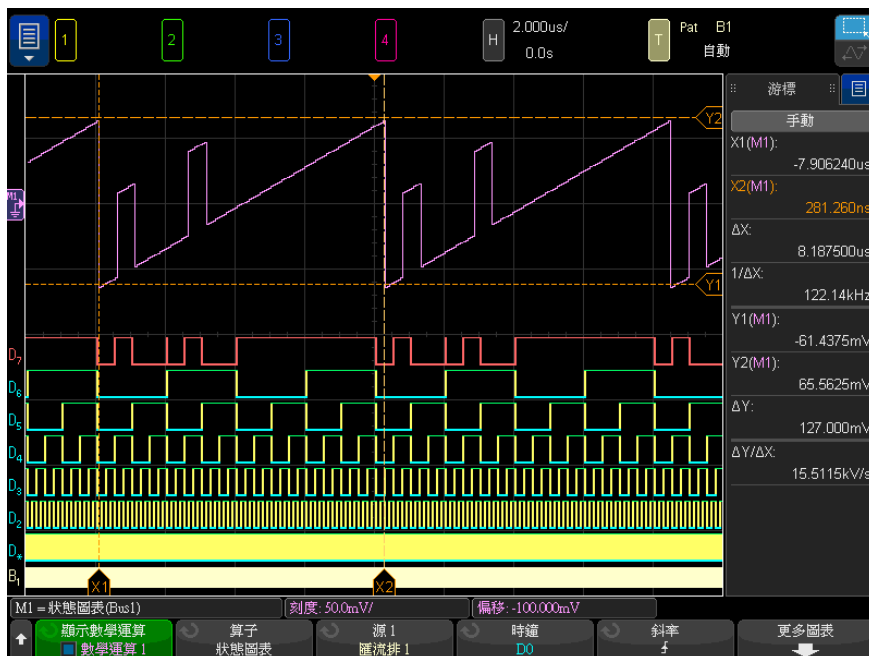 1
2
3
4
H
2.000us/
0.0s
T
Pat B1
自動
游標
手動
X1(M1):
-7.906240us
X2(M1):
281.260ns
ΔX:
8.187500us
1/ΔX:
122.14kHz
Y1(M1):
-61.4375mV
Y2(M1):
65.5625mV
ΔY:
127.000mV
ΔY/ΔX:
15.5115kV/s
Y2
M1
Y1
D7
D6
D5
D4
D3
D2
D*
B1
X1
X2
M1 = 狀態圖表(Bus1)
刻度: 50.0mV/
偏移: -100.000mV
顯示數學運算
數學運算 1
算子
狀態圖表
源 1
匯流排 1
時鐘
D0
斜率
更多圖表